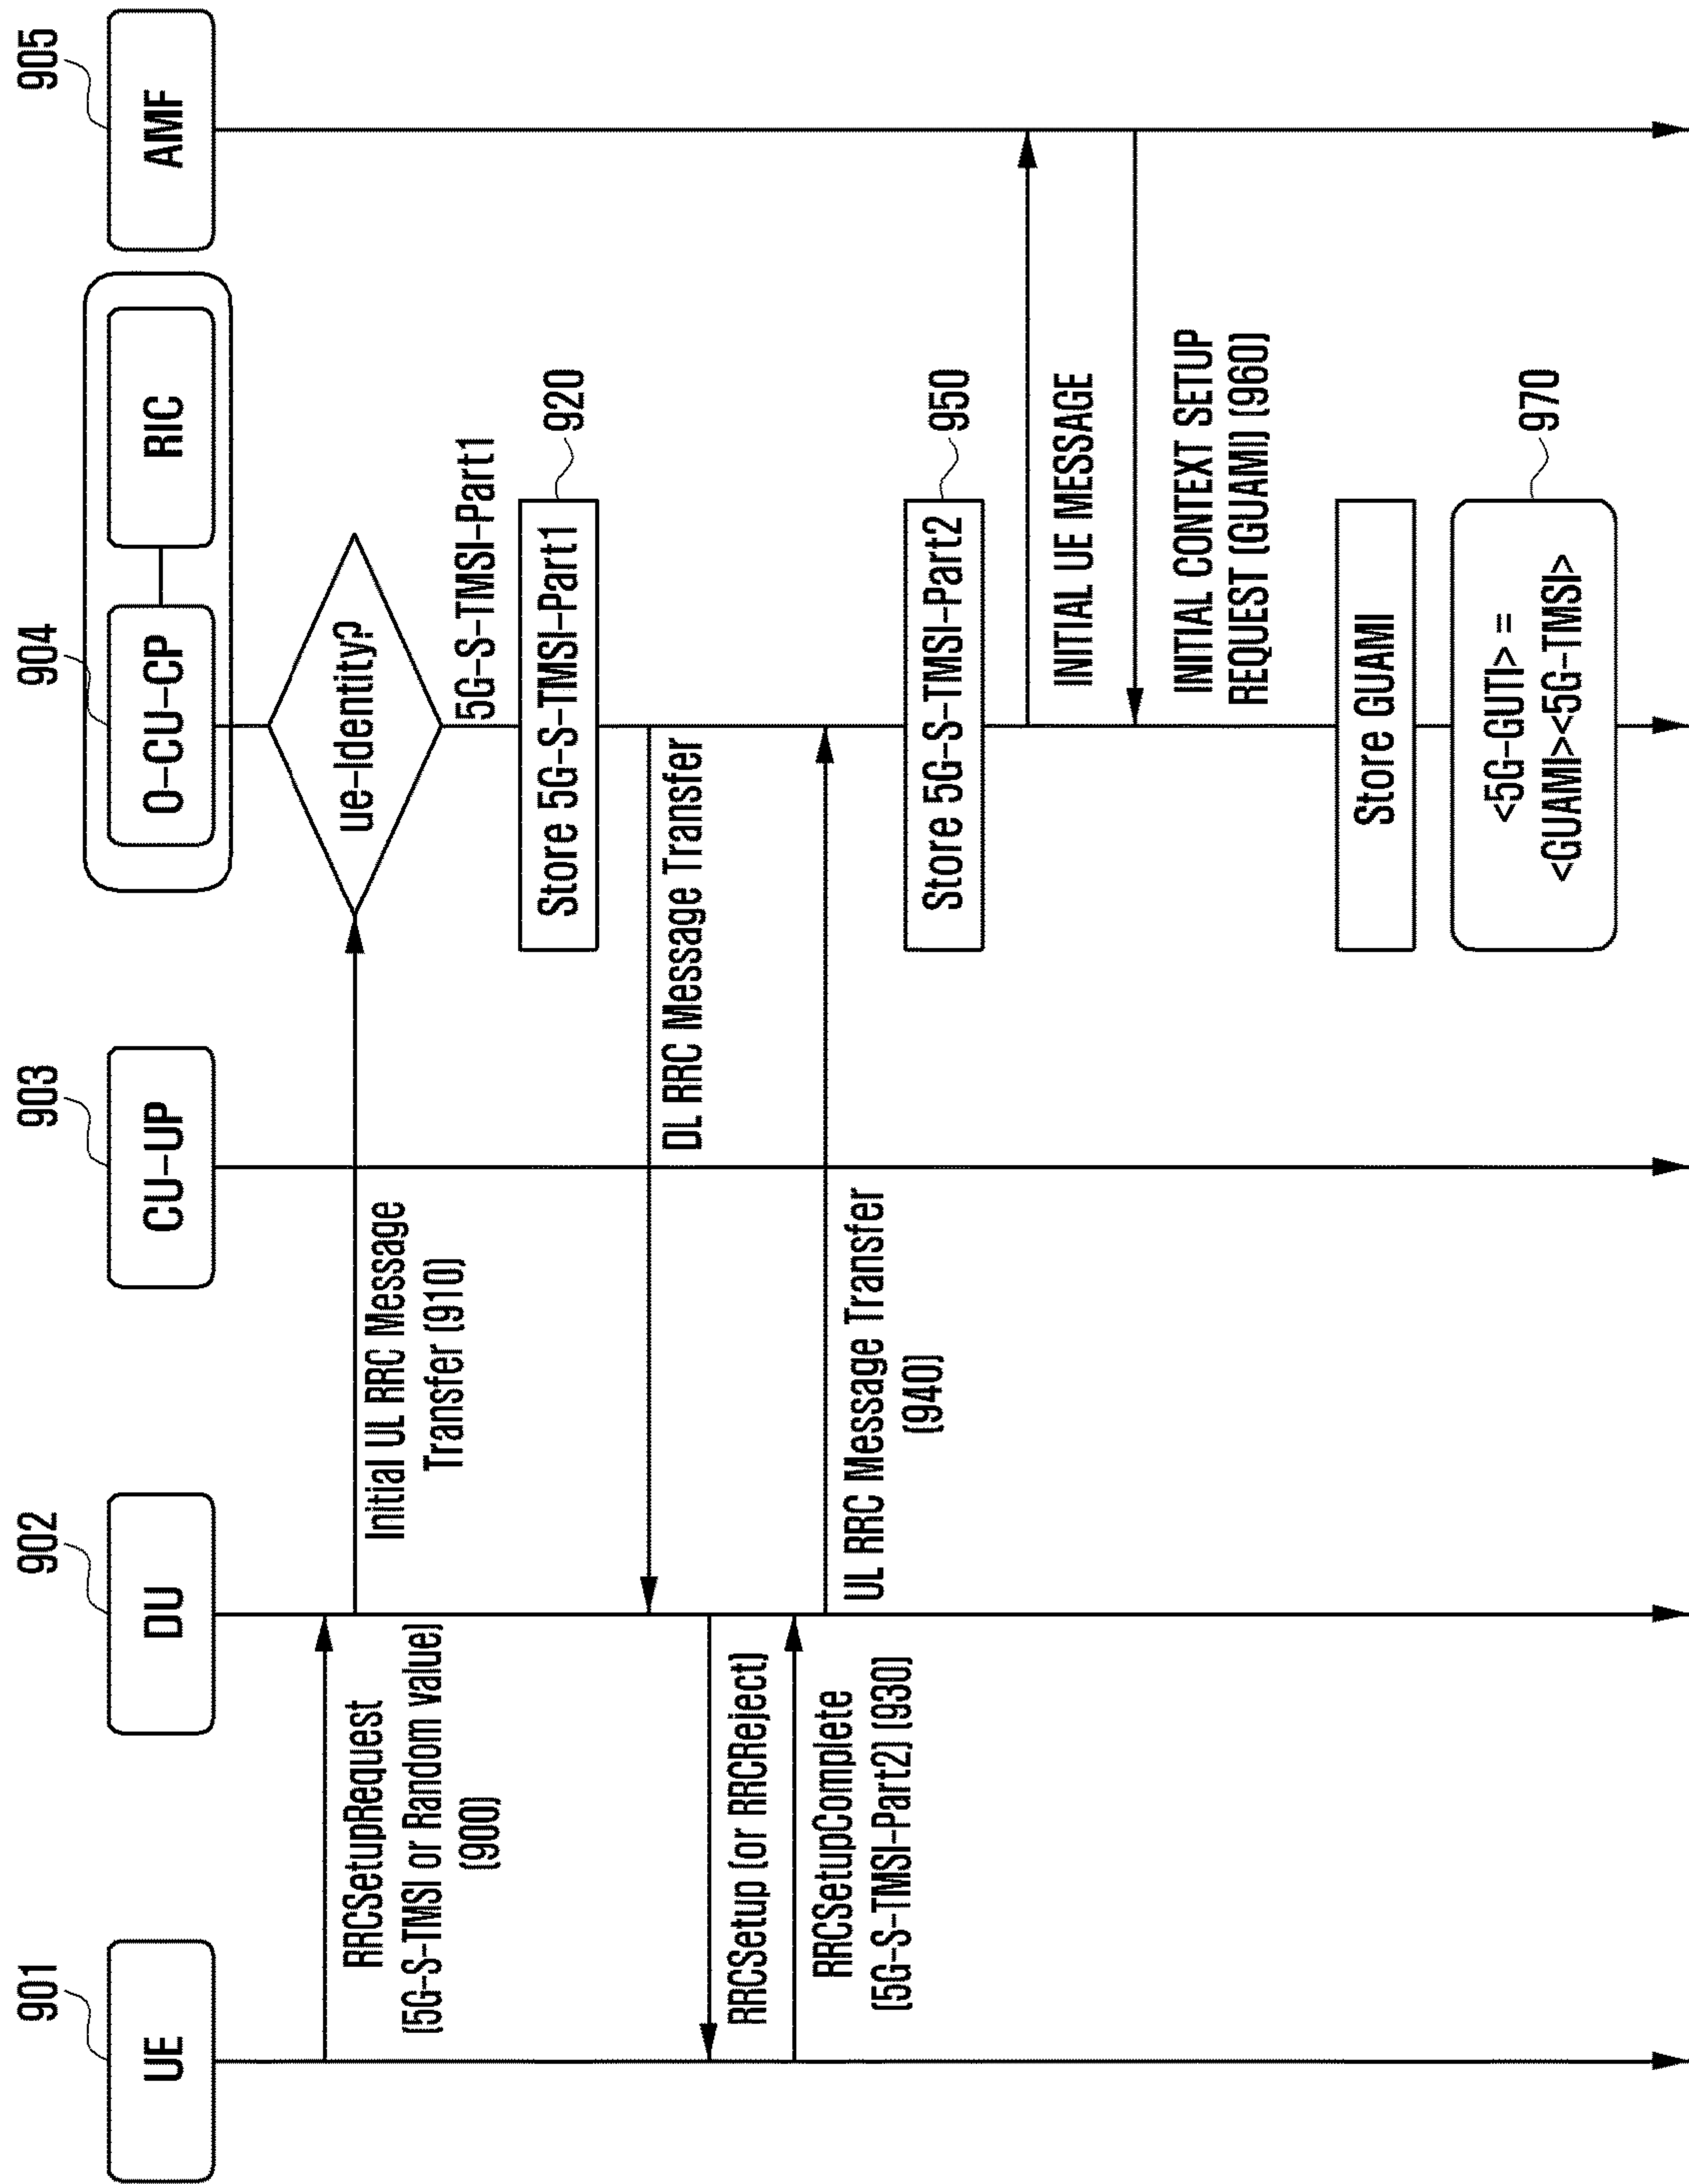 901
902
903
904
905
UE
DU
CU-UP
O-CU-CP
RIC
AMF
RRCSetupRequest
(5G-S-TMSI or Random value)
(900)
Initial UL RRC Message
Transfer (910)
ue-Identity?
5G-S-TMSI-Part1
Store 5G-S-TMSI-Part1
920
DL RRC Message Transfer
RRCSetup (or RRCReject)
RRCSetupComplete
(5G-S-TMSI-Part2) (930)
UL RRC Message Transfer
(940)
Store 5G-S-TMSI-Part2
950
INITIAL UE MESSAGE
INITIAL CONTEXT SETUP
REQUEST (GUAMI) (960)
Store GUAMI
<5G-GUTI> =
<GUAMI><5G-TMSI>
970